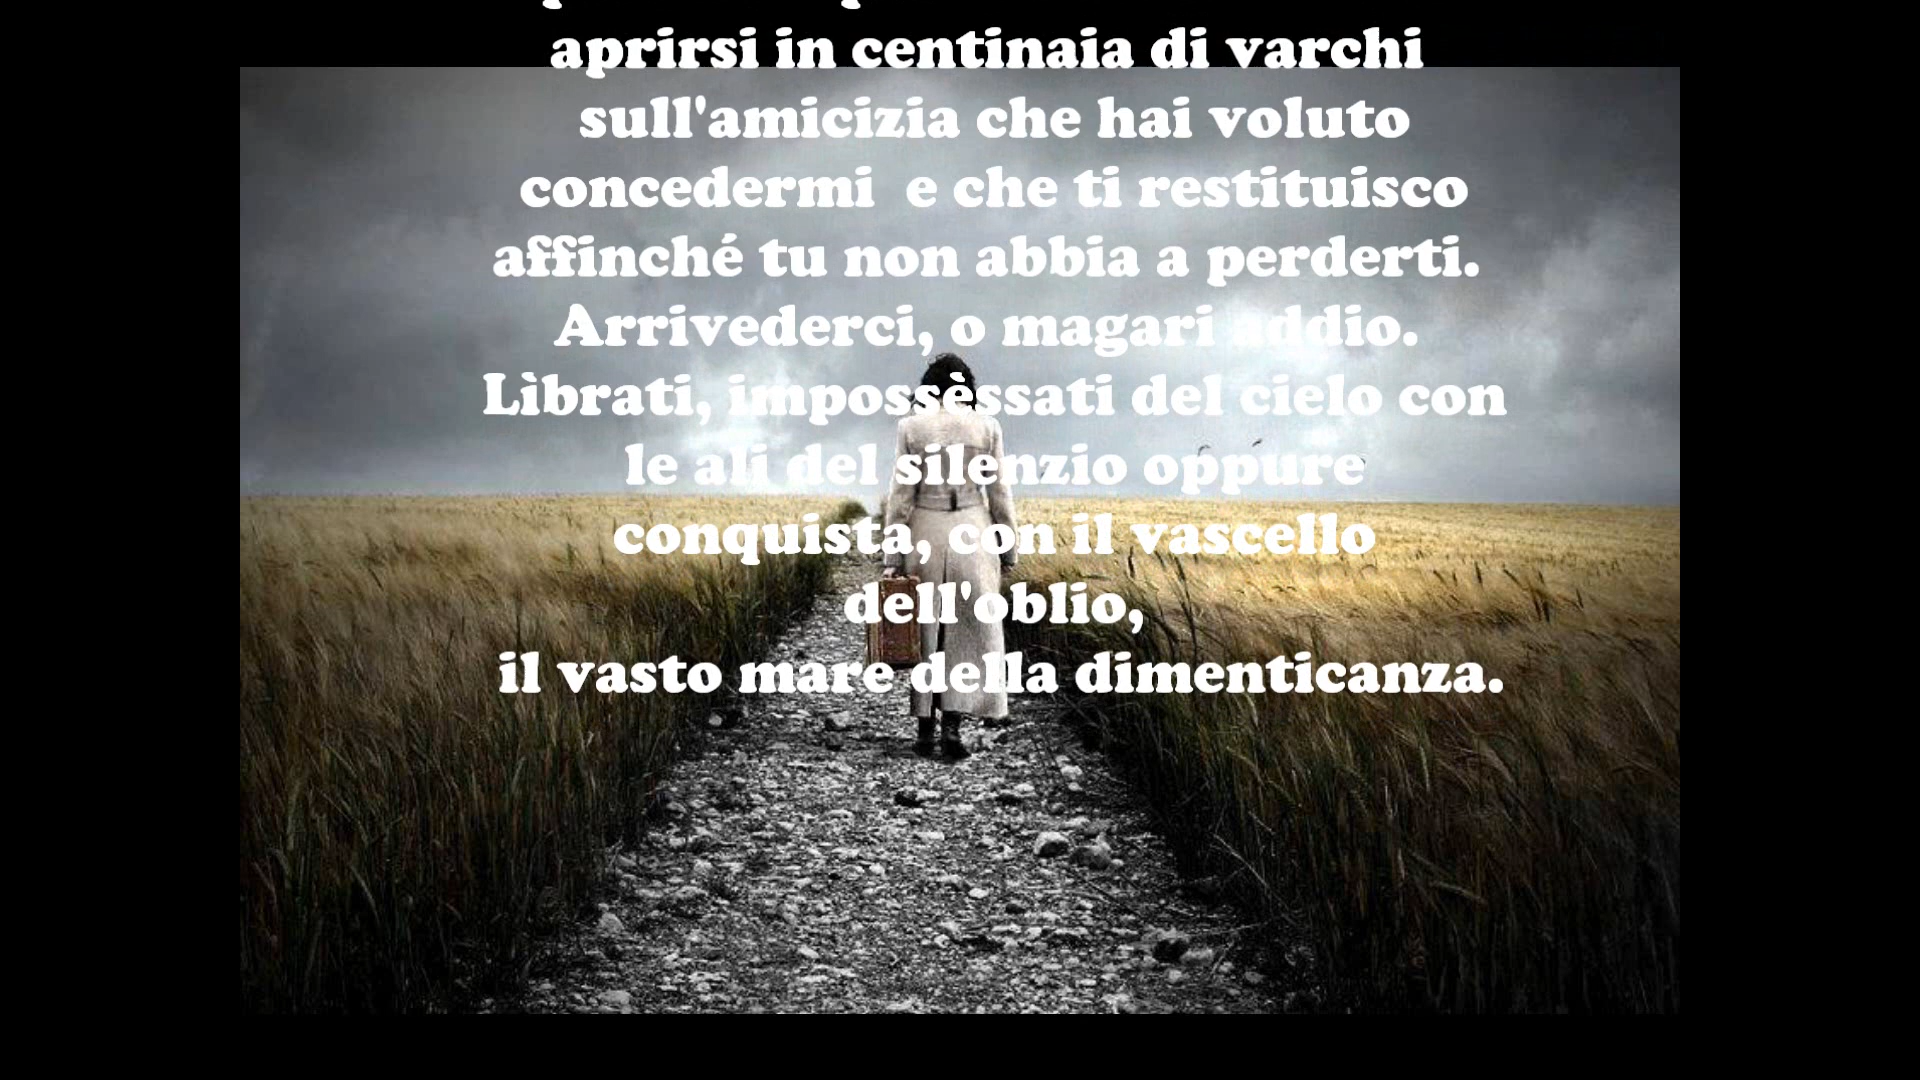 aprirsi in centinaia di varchi
sull'amicizia che hai voluto
concedermi  e che ti restituisco
affinché tu non abbia a perderti.
Arrivederci, o magari addio.
Lìbrati, impossèssati del cielo con
le ali del silenzio oppure
conquista, con il vascello
dell'oblio,
il vasto mare della dimenticanza.